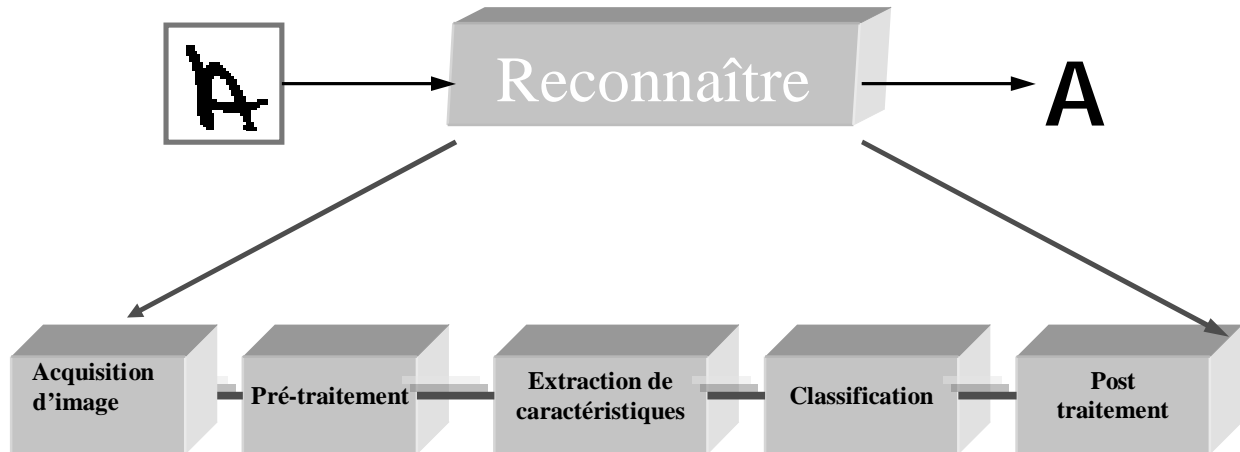 Reconnaître
A
A
Acquisition
d’image
Pré-traitement
Extraction de
caractéristiques
Classification
Post
traitement